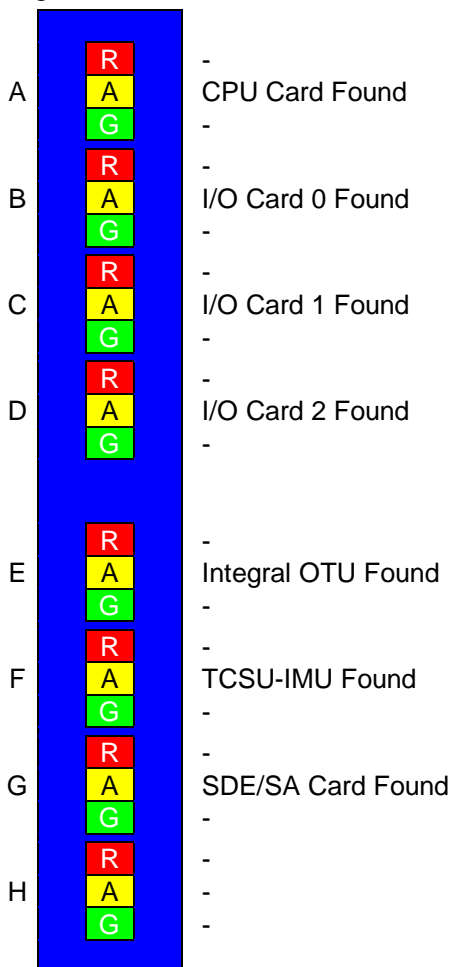 R -
A A CPU Card Found
G -
R -
B A I/O Card 0 Found
G -
R -
C A I/O Card 1 Found
G -
R -
D A I/O Card 2 Found
G -
R -
E A Integral OTU Found
G -
R -
F A TCSU-IMU Found
G -
R -
G A SDE/SA Card Found
G -
R -
H A -
G -